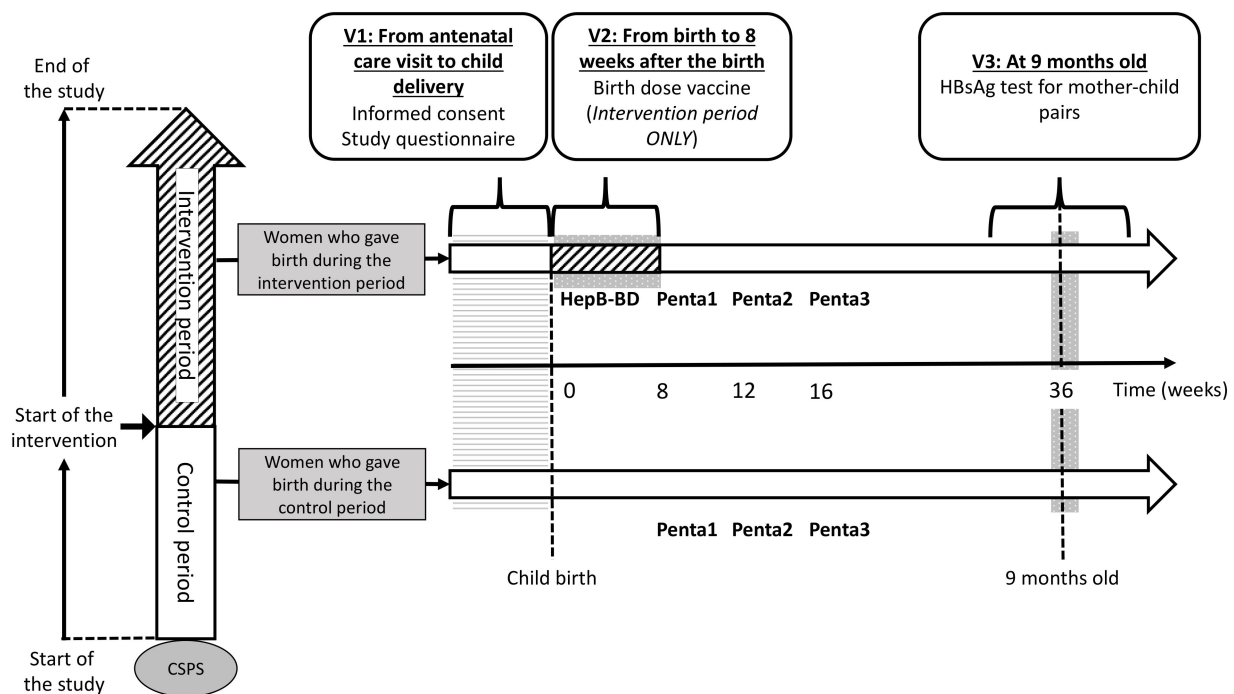 V1: From antenatal
care visit to child
delivery
Informed consent
Study questionnaire
V2: From birth to 8
weeks after the birth
Birth dose vaccine
(Intervention period
ONLY)
V3: At 9 months old
HBsAg test for mother-child
pairs
End of
the study
Intervention period
Women who gave
birth during the
intervention period
HepB-BD Penta1 Penta2 Penta3
0 8 12 16 36 Time (weeks)
Start of the
intervention
Control period
Women who gave
birth during the
control period
Penta1 Penta2 Penta3
Child birth
9 months old
Start of
the study
CSPS